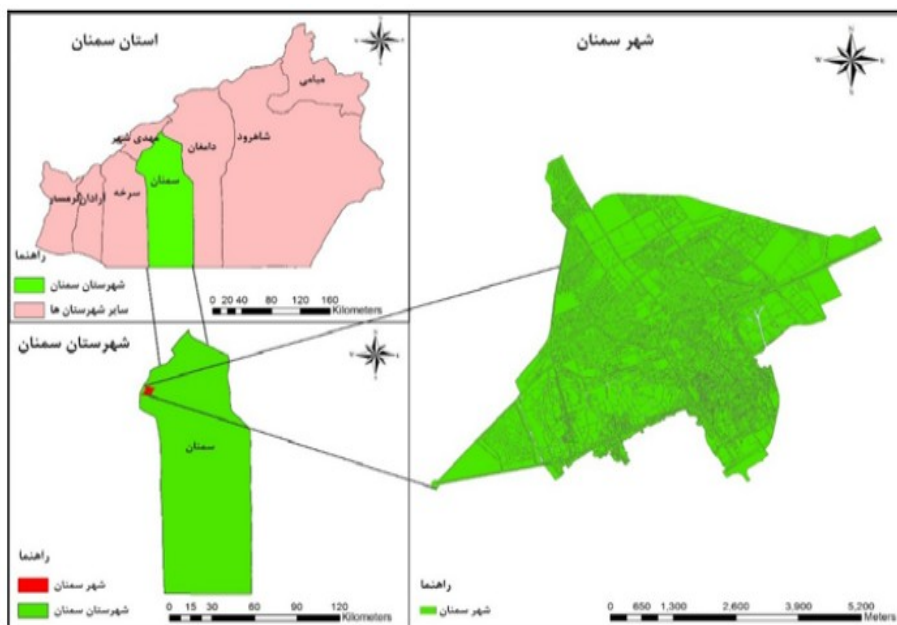 استان سمنان
میامی
شاهرود
دامغان
مهدی شهر
سمنان
سرخه
ارادان
گرمسار
راهنما
شهرستان سمنان
سایر شهرستان ها
0 20 40 80 120 160
Kilometers
شهرستان سمنان
سمنان
راهنما
شهر سمنان
شهرستان سمنان
0 15 30 60 90 120
Kilometers
شهر سمنان
N
W
E
S
راهنما
شهر سمنان
0 650 1,300 2,600 3,900 5,200
Meters